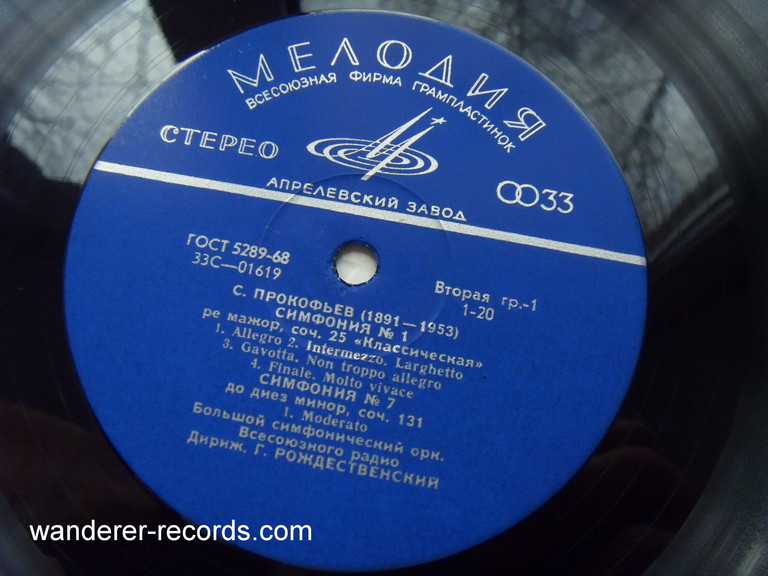 МЕЛОДИЯ
ВСЕСОЮЗНАЯ ФИРМА ГРАМПЛАСТИНОК
СТЕРЕО
33
АПРЕЛЕВСКИЙ ЗАВОД
ГОСТ 5289-68
33С—01619
Вторая гр.-1
1-20
С. ПРОКОФЬЕВ (1891—1953)
СИМФОНИЯ № 1
ре мажор, соч. 25 «Классическая»
1. Allegro 2. Intermezzo. Larghetto
3. Gavotta. Non troppo allegro
4. Finale. Molto vivace
СИМФОНИЯ № 7
до диез минор, соч. 131
1. Moderato
Большой симфонический орк.
Всесоюзного радио
Дириж. Г. РОЖДЕСТВЕНСКИЙ
wanderer-records.com